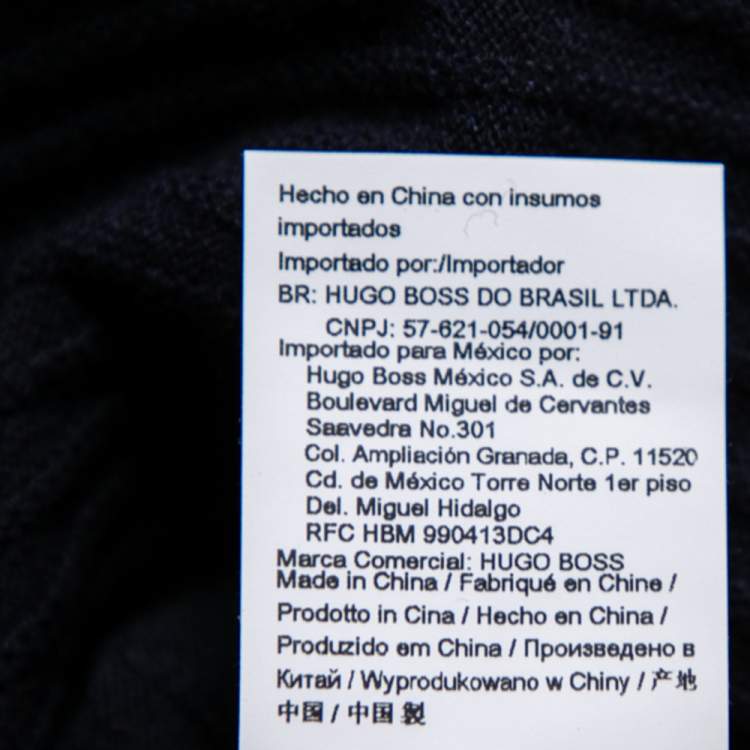 Hecho en China con insumos
importados
Importado por:/Importador
BR: HUGO BOSS DO BRASIL LTDA.
CNPJ: 57-621-054/0001-91
Importado para México por:
Hugo Boss México S.A. de C.V.
Boulevard Miguel de Cervantes
Saavedra No.301
Col. Ampliación Granada, C.P. 11520
Cd. de México Torre Norte 1er piso
Del. Miguel Hidalgo
RFC HBM 990413DC4
Marca Comercial: HUGO BOSS
Made in China / Fabriqué en Chine /
Prodotto in Cina / Hecho en China /
Produzido em China / Произведено в
Китай / Wyprodukowano w Chiny / 产地
中国 / 中国 製